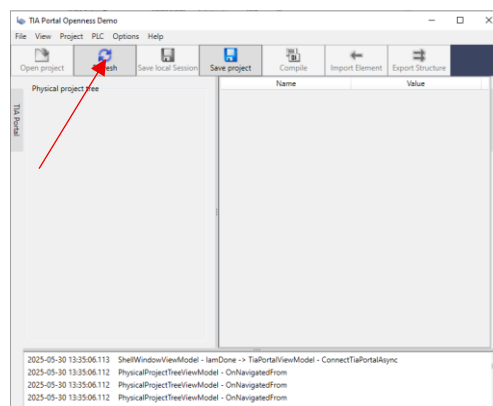 TIA Portal Openness Demo
File View Project PLC Options Help
Open project Refresh Save local Session Save project Compile Import Element Export Structure
Physical project tree
Name Value
TIA Portal
2025-05-30 13:35:06.113 ShellWindowViewModel - IamDone -> TiaPortalViewModel - ConnectTiaPortalAsync
2025-05-30 13:35:06.112 PhysicalProjectTreeViewModel - OnNavigatedFrom
2025-05-30 13:35:06.112 PhysicalProjectTreeViewModel - OnNavigatedFrom
2025-05-30 13:35:06.112 PhysicalProjectTreeViewModel - OnNavigatedFrom